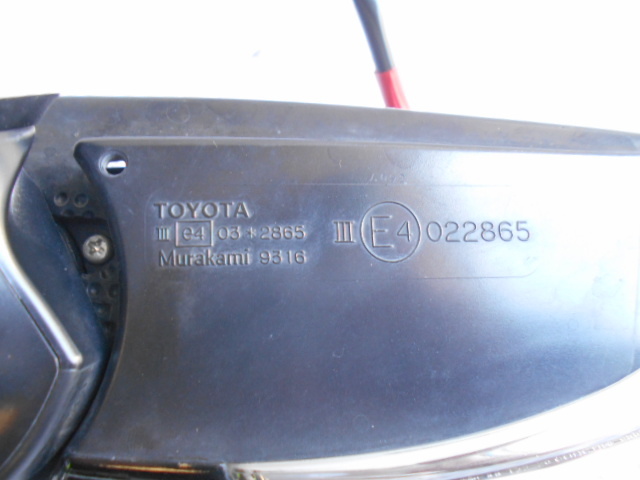 TOYOTA
III e4 03*2865
Murakami 9316
III E4 022865